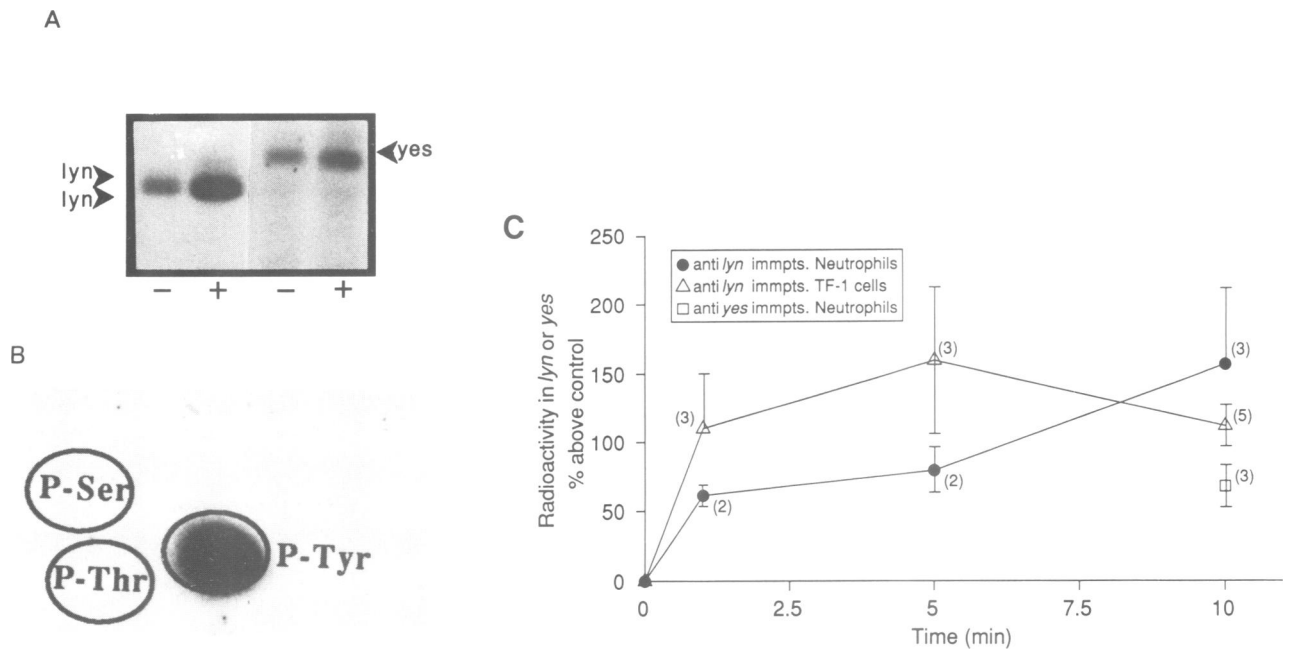 A
lyn
lyn
yes
− + − +
B
P-Ser
P-Thr
P-Tyr
C
Radioactivity in lyn or yes
% above control
250
200
150
100
50
0
anti lyn immpts. Neutrophils
anti lyn immpts. TF-1 cells
anti yes immpts. Neutrophils
(3)
(2)
(3)
(2)
(3)
(5)
(3)
0 2.5 5 7.5 10
Time (min)